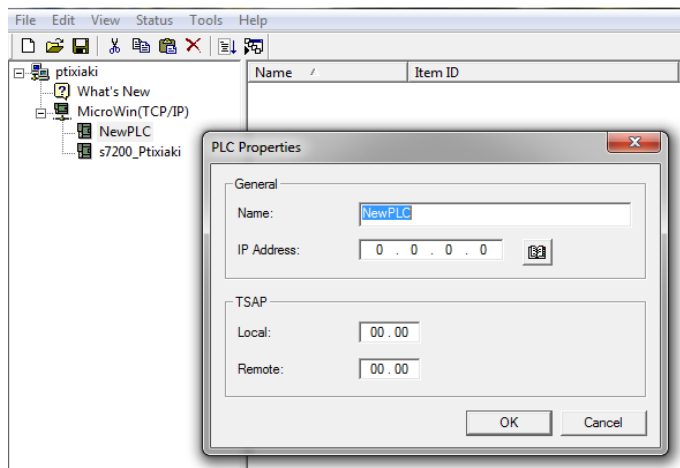 File Edit View Status Tools Help
ptixiaki
What's New
MicroWin(TCP/IP)
NewPLC
s7200_Ptixiaki
Name Item ID
PLC Properties
General
Name: NewPLC
IP Address: 0 . 0 . 0 . 0
TSAP
Local: 00 . 00
Remote: 00 . 00
OK Cancel